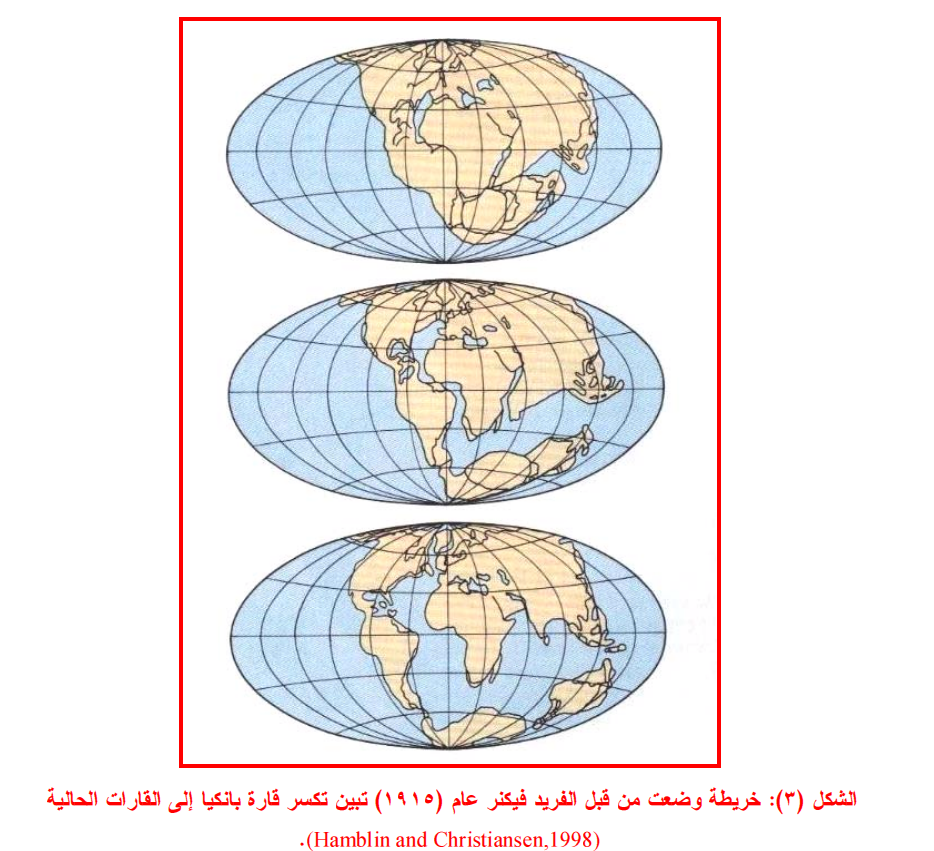 الشكل (٣): خريطة وضعت من قبل الفريد فيكنر عام (١٩١٥) تبين تكسر قارة بانكيا إلى القارات الحالية
(Hamblin and Christiansen,1998).